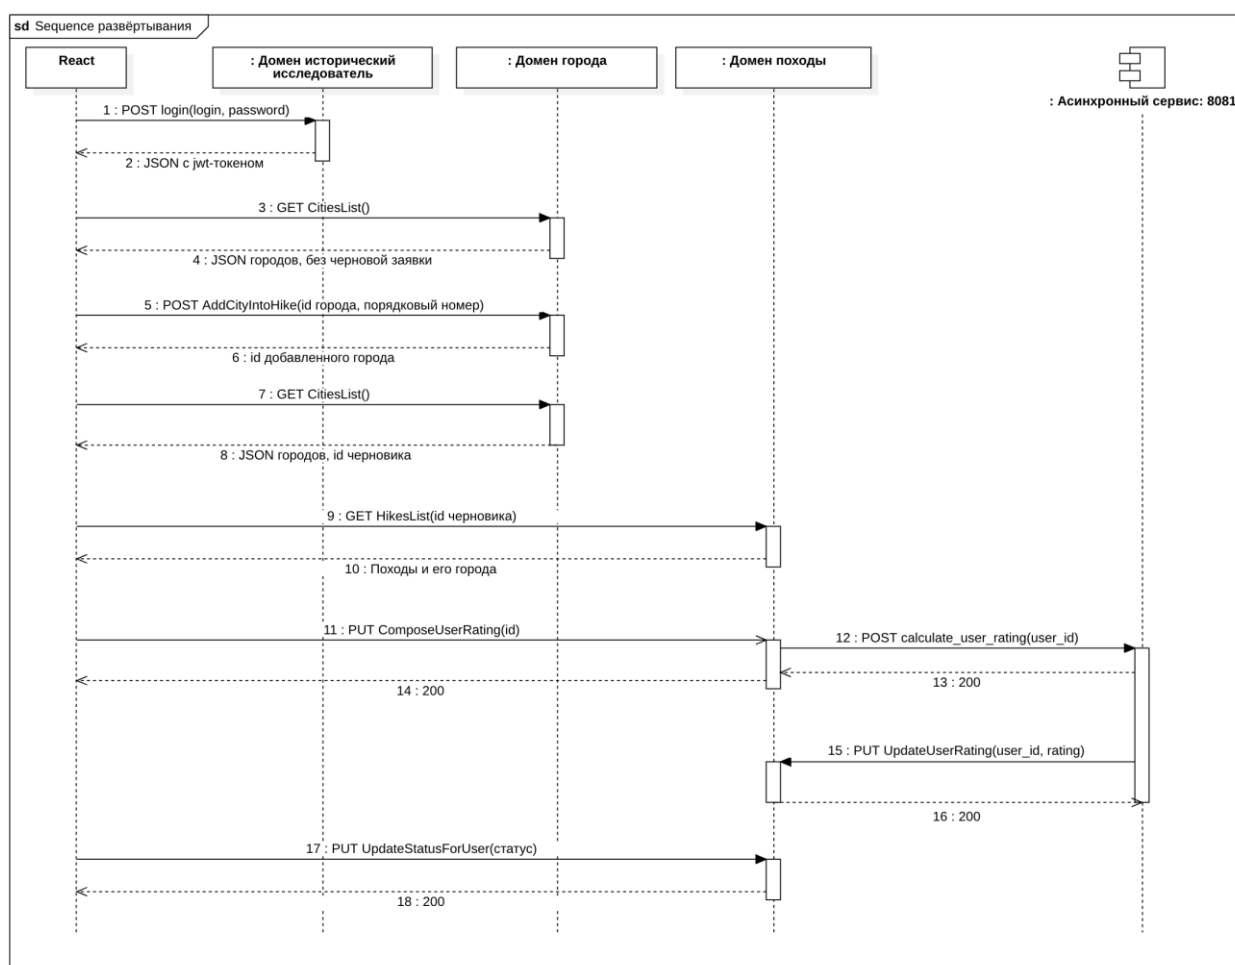 sd Sequence развёртывания
React
: Домен исторический
исследователь
: Домен города
: Домен походы
: Асинхронный сервис: 8081
1 : POST login(login, password)
2 : JSON с jwt-токеном
3 : GET CitiesList()
4 : JSON городов, без черновой заявки
5 : POST AddCityIntoHike(id города, порядковый номер)
6 : id добавленного города
7 : GET CitiesList()
8 : JSON городов, id черновика
9 : GET HikesList(id черновика)
10 : Походы и его города
11 : PUT ComposeUserRating(id)
12 : POST calculate_user_rating(user_id)
13 : 200
14 : 200
15 : PUT UpdateUserRating(user_id, rating)
16 : 200
17 : PUT UpdateStatusForUser(статус)
18 : 200